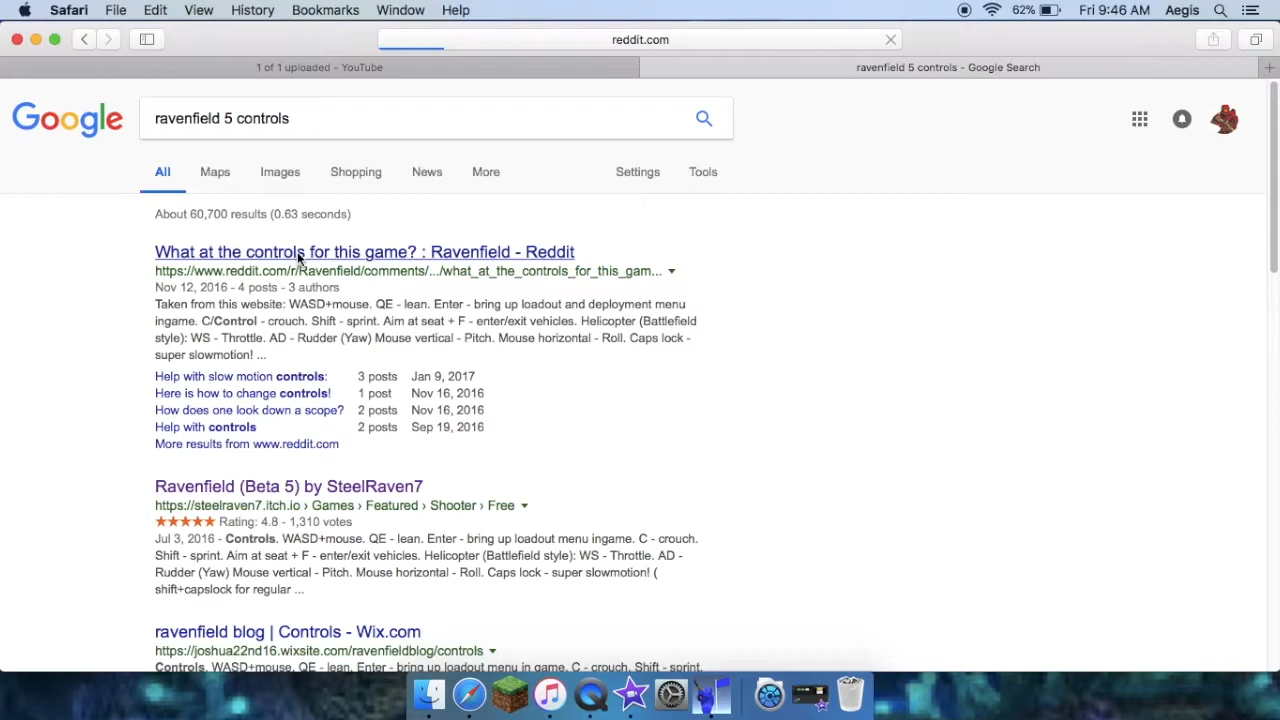 Safari File Edit View History Bookmarks Window Help 62% Fri 9:46 AM Aegis
reddit.com
1 of 1 uploaded - YouTube ravenfield 5 controls - Google Search
Google ravenfield 5 controls
All Maps Images Shopping News More Settings Tools
About 60,700 results (0.63 seconds)
What at the controls for this game? : Ravenfield - Reddit
https://www.reddit.com/r/Ravenfield/comments/.../what_at_the_controls_for_this_gam...
Nov 12, 2016 - 4 posts - 3 authors
Taken from this website: WASD+mouse. QE - lean. Enter - bring up loadout and deployment menu
ingame. C/Control - crouch. Shift - sprint. Aim at seat + F - enter/exit vehicles. Helicopter (Battlefield
style): WS - Throttle. AD - Rudder (Yaw) Mouse vertical - Pitch. Mouse horizontal - Roll. Caps lock -
super slowmotion! ...
Help with slow motion controls: 3 posts Jan 9, 2017
Here is how to change controls! 1 post Nov 16, 2016
How does one look down a scope? 2 posts Nov 16, 2016
Help with controls 2 posts Sep 19, 2016
More results from www.reddit.com
Ravenfield (Beta 5) by SteelRaven7
https://steelraven7.itch.io › Games › Featured › Shooter › Free
★★★★★ Rating: 4.8 - 1,310 votes
Jul 3, 2016 - Controls. WASD+mouse. QE - lean. Enter - bring up loadout menu ingame. C - crouch.
Shift - sprint. Aim at seat + F - enter/exit vehicles. Helicopter (Battlefield style): WS - Throttle. AD -
Rudder (Yaw) Mouse vertical - Pitch. Mouse horizontal - Roll. Caps lock - super slowmotion! (
shift+capslock for regular ...
ravenfield blog | Controls - Wix.com
https://joshua22nd16.wixsite.com/ravenfieldblog/controls
Controls. WASD+mouse. QE - lean. Enter - bring up loadout menu in game. C - crouch. Shift - sprint.